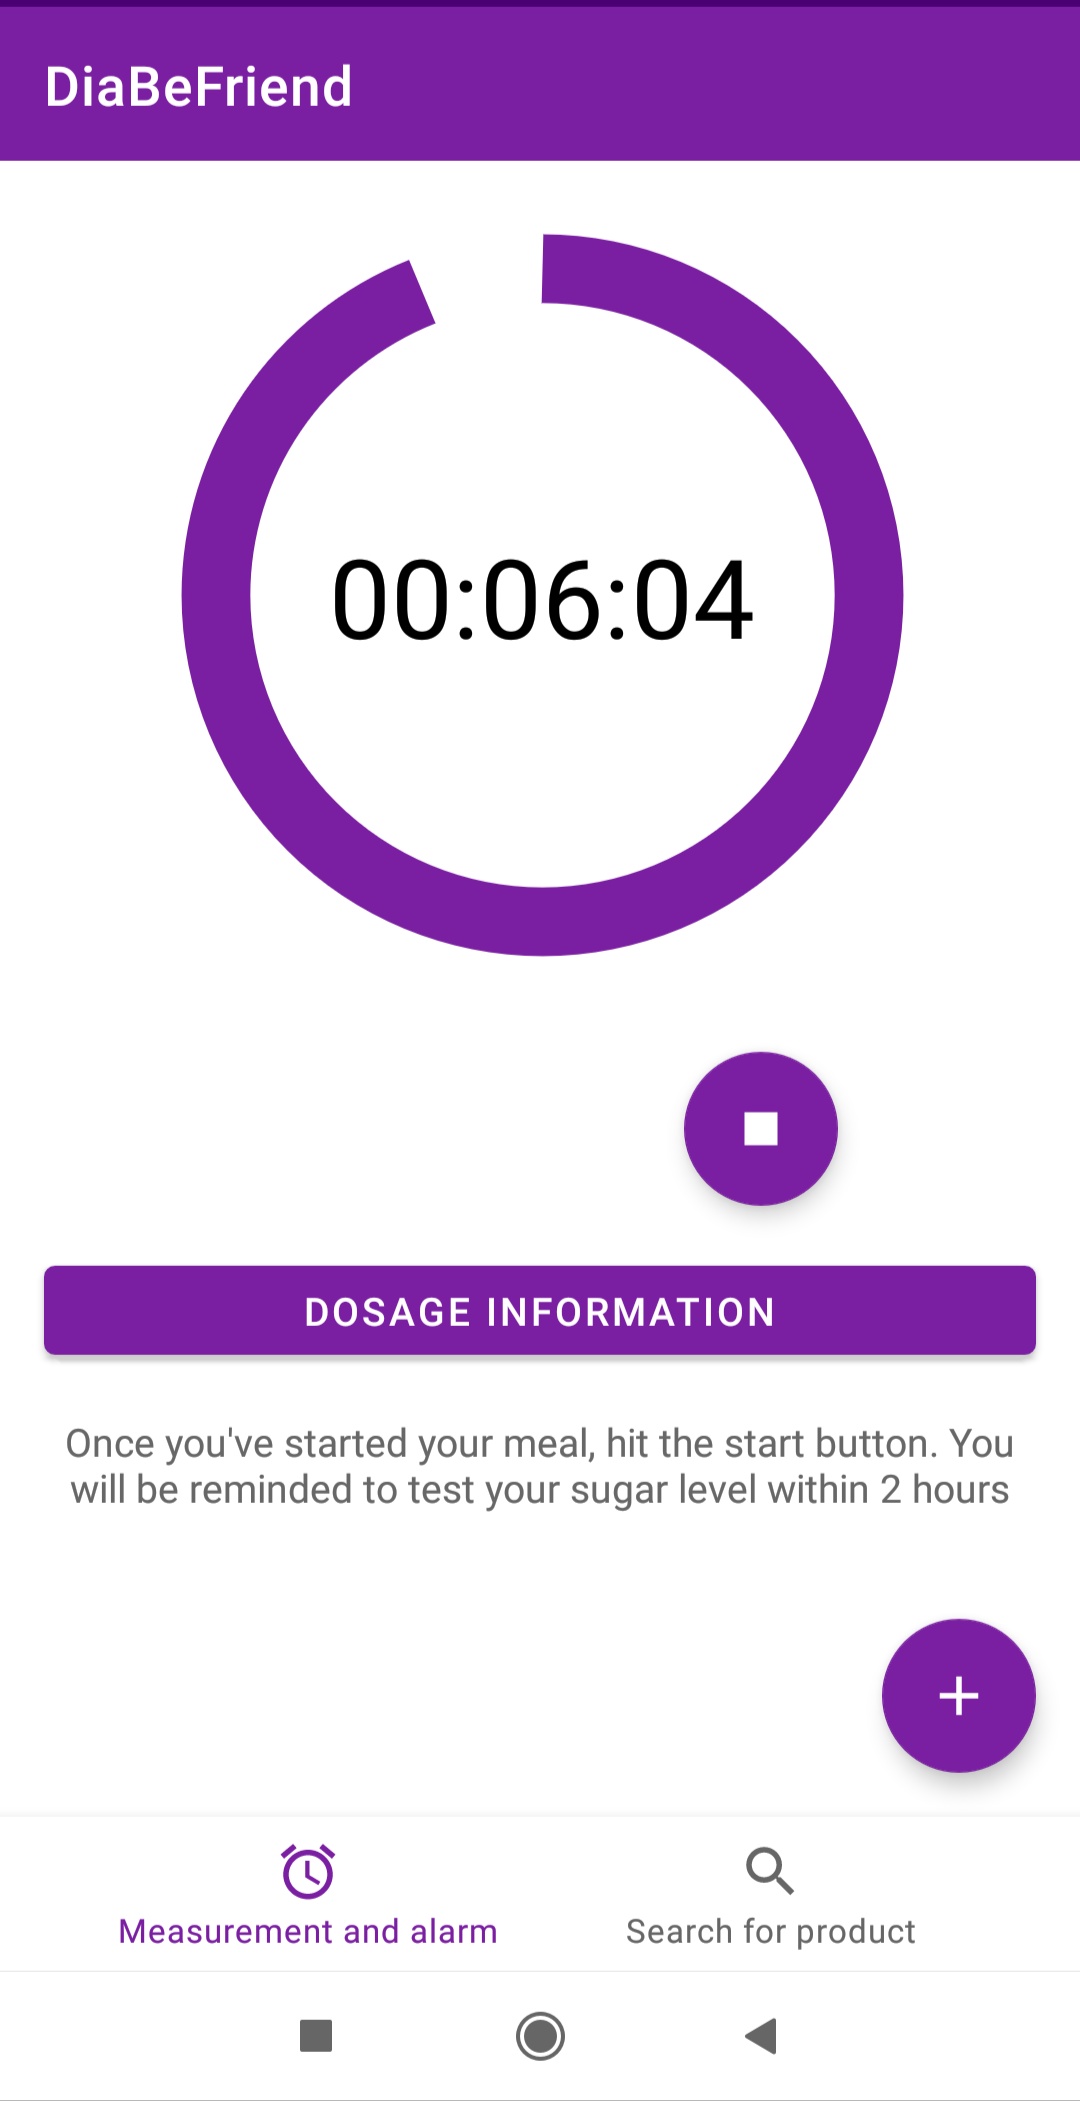 DiaBeFriend
00:06:04
DOSAGE INFORMATION
Once you've started your meal, hit the start button. You
will be reminded to test your sugar level within 2 hours
Measurement and alarm
Search for product